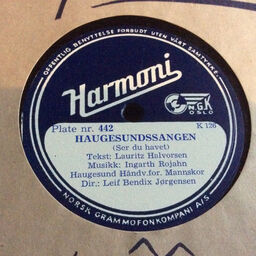 OFFENTLIG BENYTTELSE FORBUDT UTEN VÅRT SAMTYKKE
Harmoni
N.G.K
OSLO
Plate nr. 442
K 126
HAUGESUNDSSANGEN
(Ser du havet)
Tekst: Lauritz Halvorsen
Musikk: Ingarth Rojahn
Haugesund Håndv.for. Mannskor
Dir.: Leif Bendix Jørgensen
NORSK GRAMMOFONKOMPANI A/S